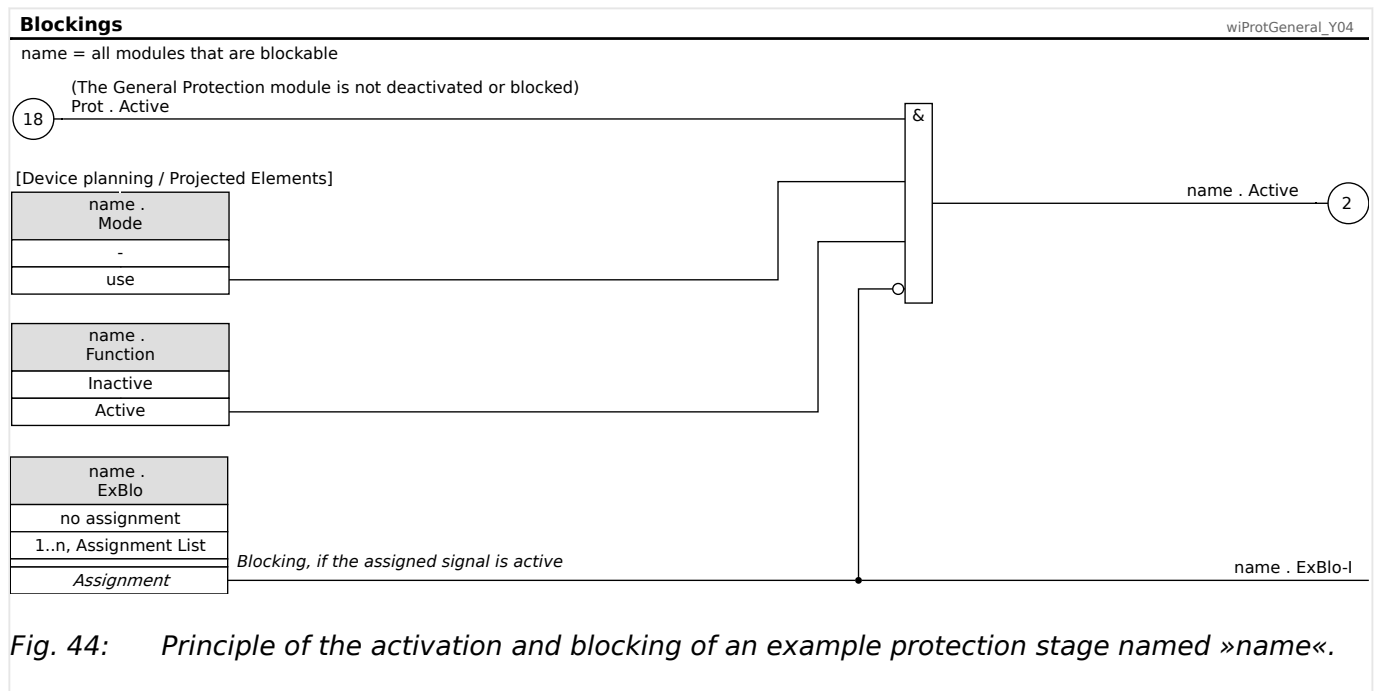 Blockings
wiProtGeneral_Y04
name = all modules that are blockable
(The General Protection module is not deactivated or blocked)
Prot . Active
18
&
[Device planning / Projected Elements]
name .
Mode
-
use
name . Active
2
name .
Function
Inactive
Active
name .
ExBlo
no assignment
1..n, Assignment List
Assignment
Blocking, if the assigned signal is active
name . ExBlo-I
Fig. 44: Principle of the activation and blocking of an example protection stage named »name«.